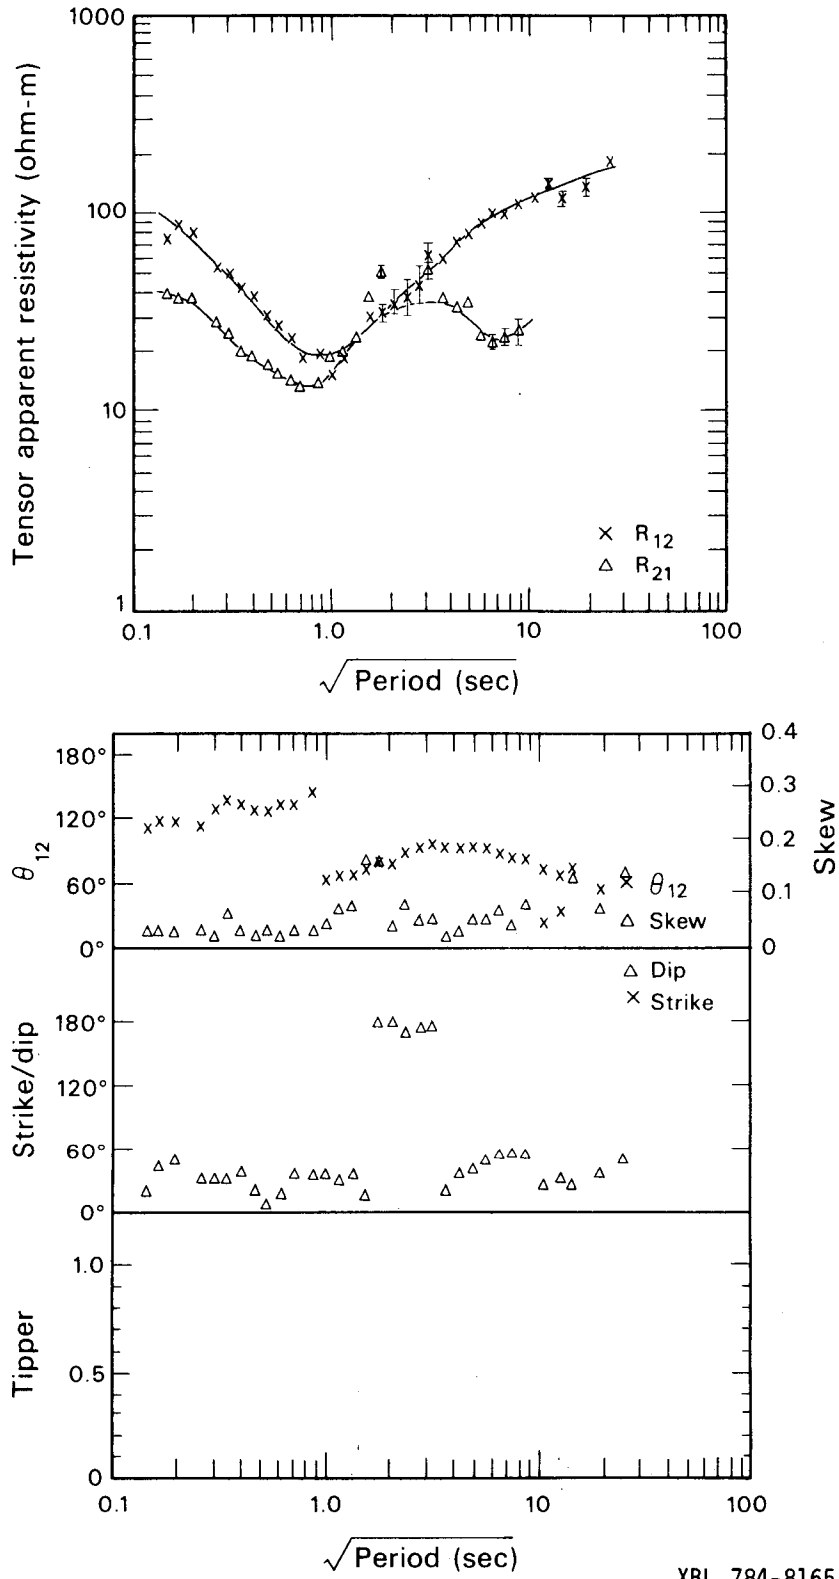 1000
100
10
1
Tensor apparent resistivity (ohm-m)
× R12
△ R21
0.1 1.0 10 100
√Period (sec)
180°
120°
60°
0°
θ12
0.4
0.3
0.2
0.1
0
Skew
× θ12
△ Skew
△ Dip
× Strike
180°
120°
60°
0°
Strike/dip
1.0
0.5
0
Tipper
0.1 1.0 10 100
√Period (sec)
XBL 784-8165